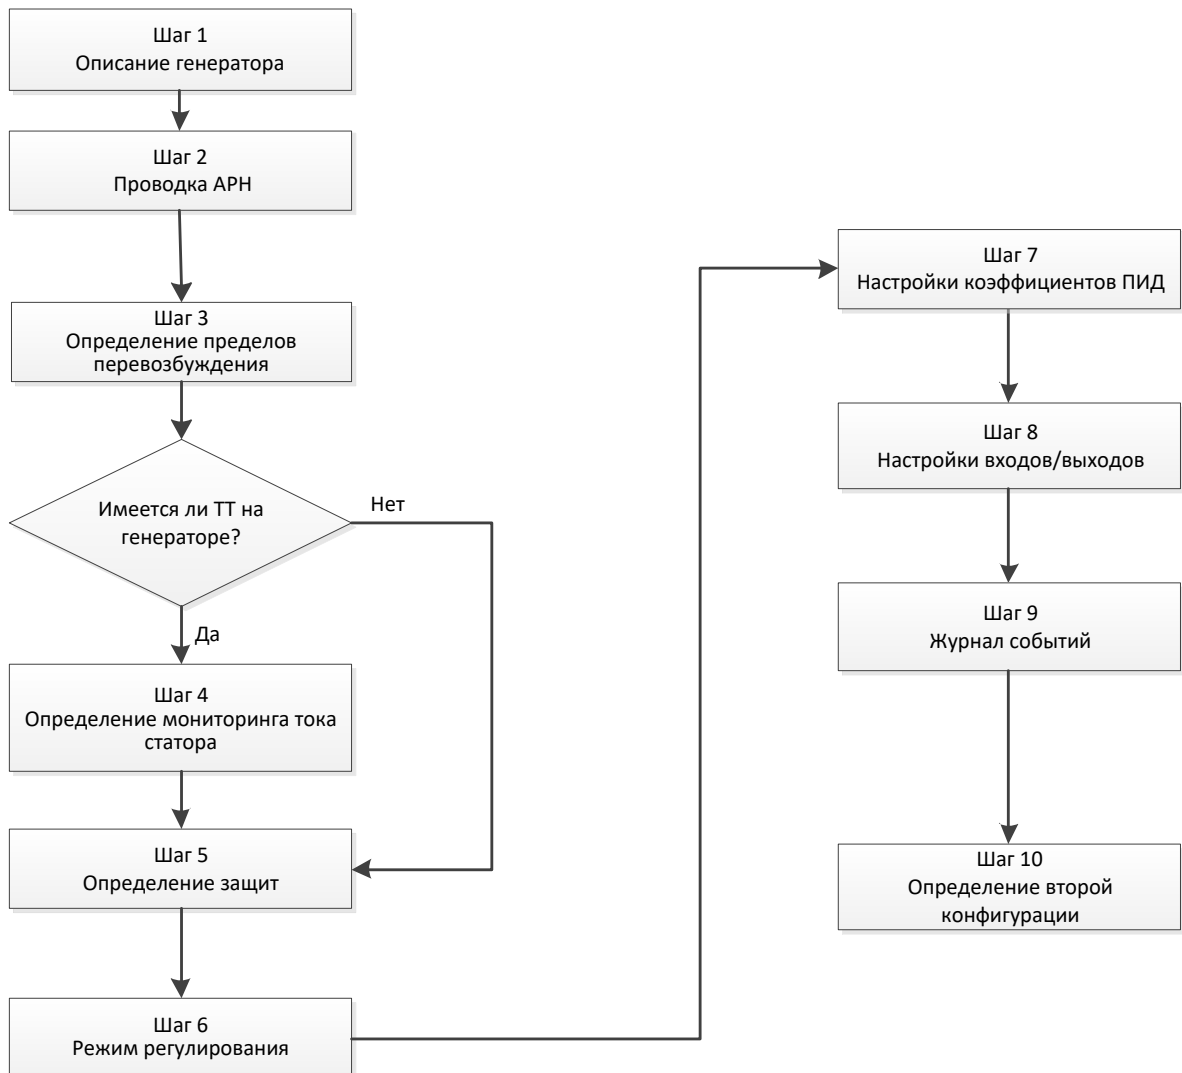 Шаг 1
Описание генератора
Шаг 2
Проводка АРН
Шаг 3
Определение пределов
перевозбуждения
Имеется ли ТТ на
генераторе?
Нет
Да
Шаг 4
Определение мониторинга тока
статора
Шаг 5
Определение защит
Шаг 6
Режим регулирования
Шаг 7
Настройки коэффициентов ПИД
Шаг 8
Настройки входов/выходов
Шаг 9
Журнал событий
Шаг 10
Определение второй
конфигурации